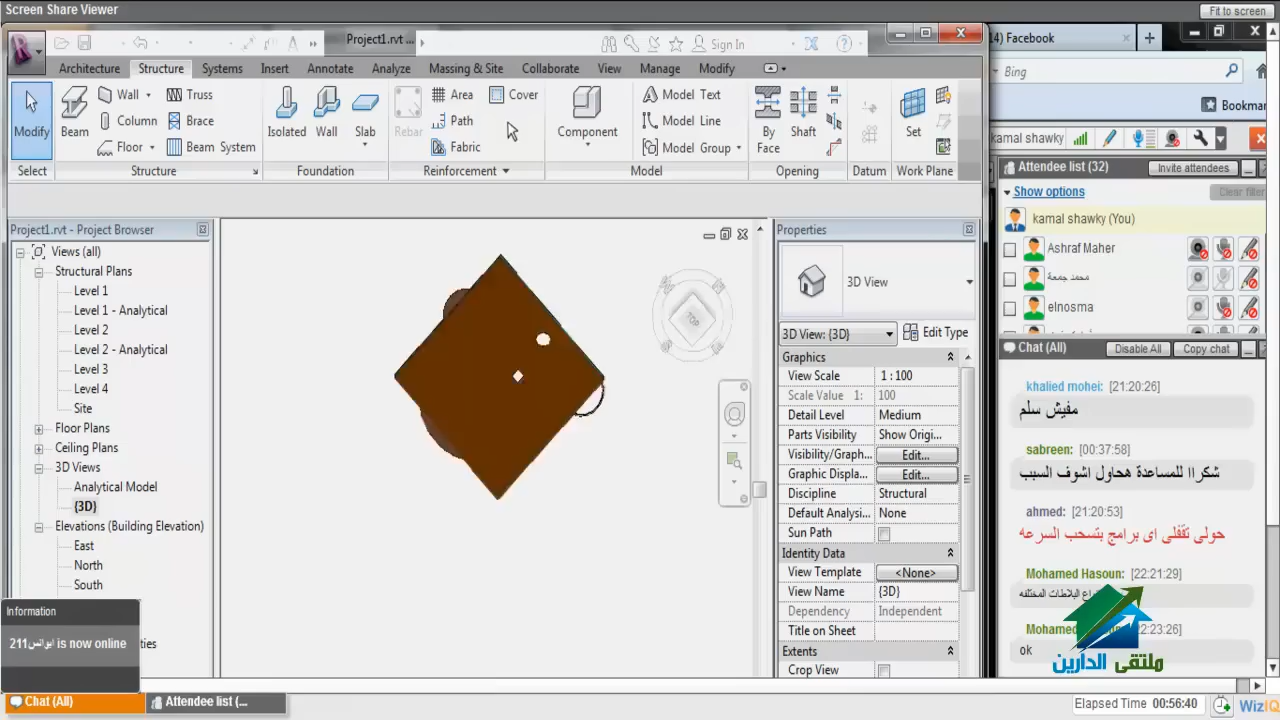 Screen Share Viewer
Fit to screen
Project1.rvt ...
Sign In
14) Facebook
Architecture Structure Systems Insert Annotate Analyze Massing & Site Collaborate View Manage Modify
Bing
Bookmar
Modify
Beam
Wall
Column
Floor
Truss
Brace
Beam System
Isolated
Wall
Slab
Rebar
Area
Path
Fabric
Cover
Component
Model Text
Model Line
Model Group
By Face
Shaft
Set
Select
Structure
Foundation
Reinforcement
Model
Opening
Datum
Work Plane
kamal shawky
Attendee list (32)
Invite attendees
Show options
Clear filter
kamal shawky (You)
Ashraf Maher
محمد جمعة
elnosma
Project1.rvt - Project Browser
Views (all)
Structural Plans
Level 1
Level 1 - Analytical
Level 2
Level 2 - Analytical
Level 3
Level 4
Site
Floor Plans
Ceiling Plans
3D Views
Analytical Model
{3D}
Elevations (Building Elevation)
East
North
South
TOP
Properties
3D View
3D View: {3D}
Edit Type
Graphics
View Scale 1 : 100
Scale Value 1: 100
Detail Level Medium
Parts Visibility Show Origi...
Visibility/Graph... Edit...
Graphic Displa... Edit...
Discipline Structural
Default Analysi... None
Sun Path
Identity Data
View Template <None>
View Name {3D}
Dependency Independent
Title on Sheet
Extents
Crop View
Chat (All)
Disable All
Copy chat
khalied mohei: [21:20:26]
مفيش سلم
sabreen: [00:37:58]
شكراا للمساعدة هحاول اشوف السبب
ahmed: [21:20:53]
حولى تقفلى اى برامج بتسحب السرعه
Mohamed Hasoun: [22:21:29]
البلاطات المختلفه
Mohamed [22:23:26]
ok
ملتقى الدارين
Information
211 is now online
Chat (All)
Attendee list (...
Elapsed Time 00:56:40
WizIQ